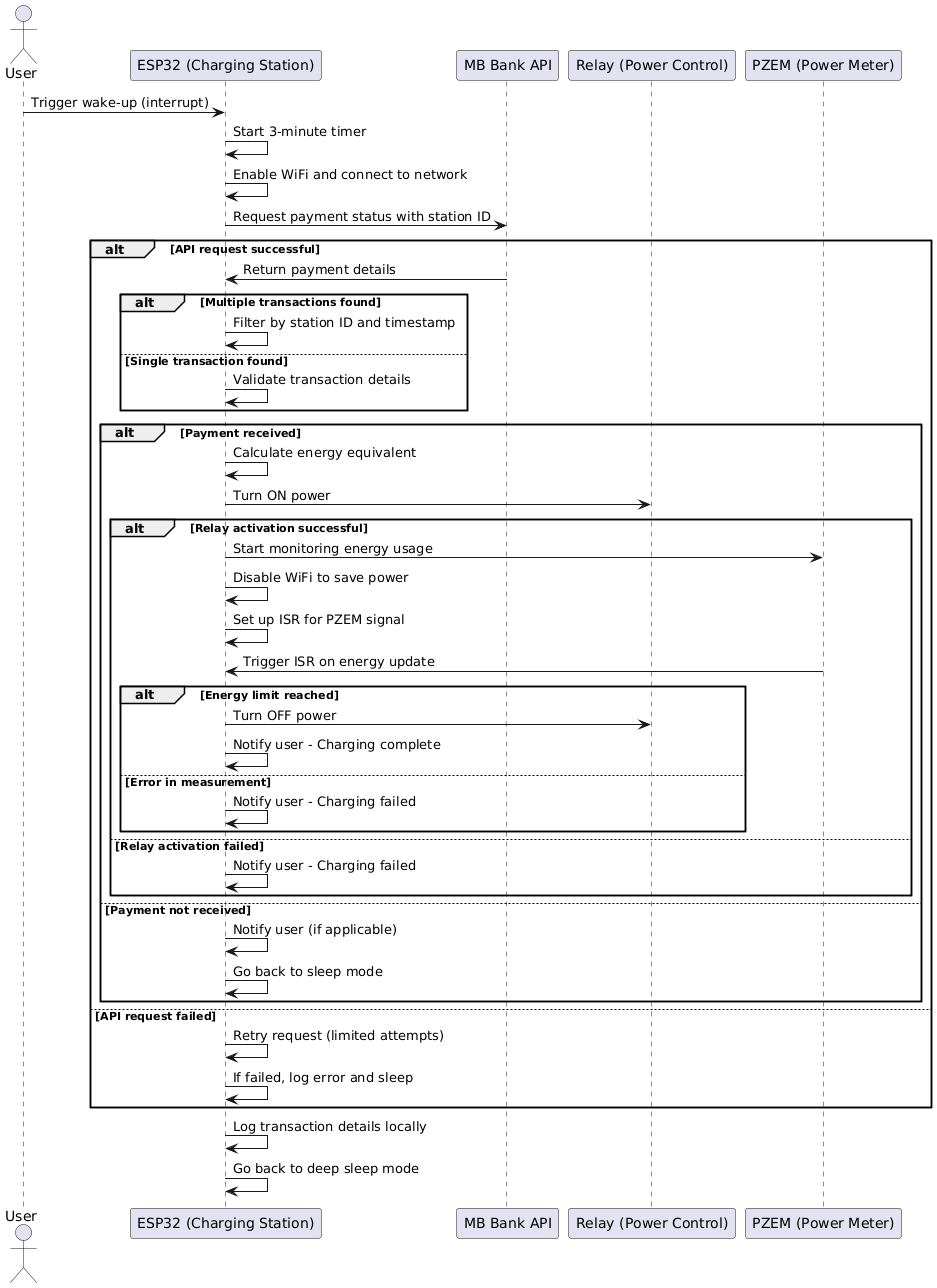 User
ESP32 (Charging Station)
MB Bank API
Relay (Power Control)
PZEM (Power Meter)
Trigger wake-up (interrupt)
Start 3-minute timer
Enable WiFi and connect to network
Request payment status with station ID
alt [API request successful]
Return payment details
alt [Multiple transactions found]
Filter by station ID and timestamp
[Single transaction found]
Validate transaction details
alt [Payment received]
Calculate energy equivalent
Turn ON power
alt [Relay activation successful]
Start monitoring energy usage
Disable WiFi to save power
Set up ISR for PZEM signal
Trigger ISR on energy update
alt [Energy limit reached]
Turn OFF power
Notify user - Charging complete
[Error in measurement]
Notify user - Charging failed
[Relay activation failed]
Notify user - Charging failed
[Payment not received]
Notify user (if applicable)
Go back to sleep mode
[API request failed]
Retry request (limited attempts)
If failed, log error and sleep
Log transaction details locally
Go back to deep sleep mode
User
ESP32 (Charging Station)
MB Bank API
Relay (Power Control)
PZEM (Power Meter)